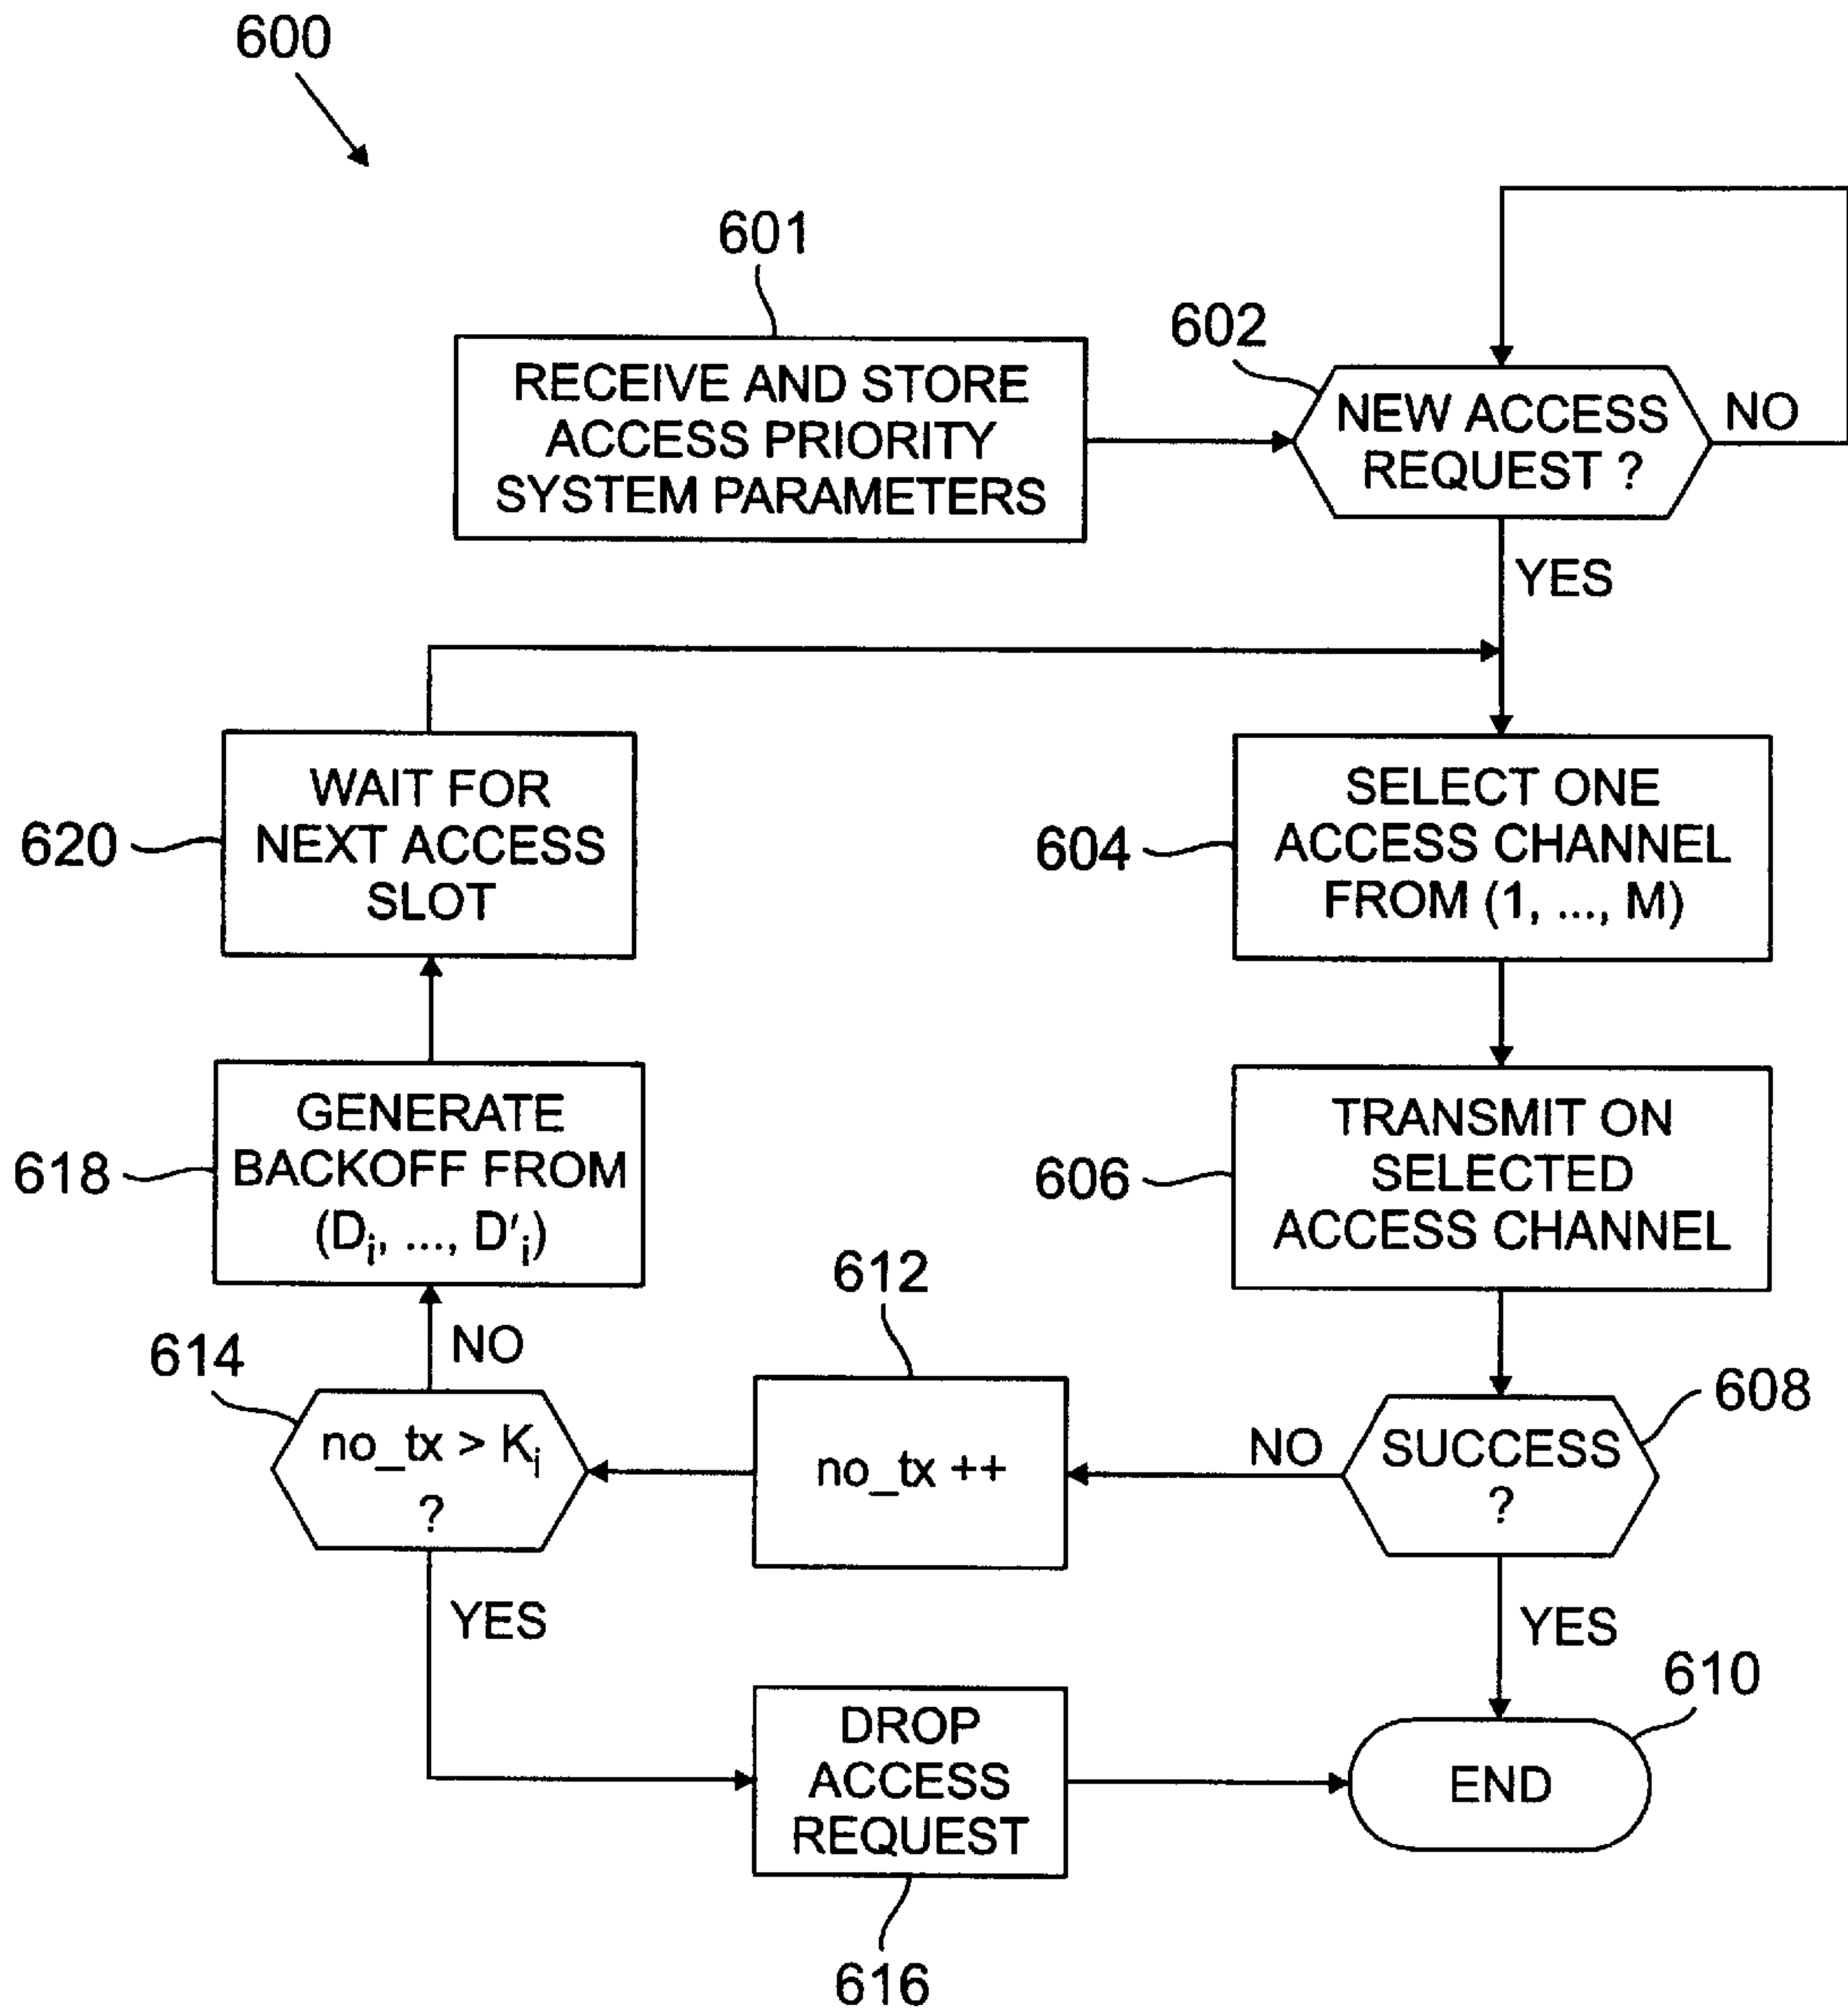 600
601
RECEIVE AND STORE
ACCESS PRIORITY
SYSTEM PARAMETERS
602
NEW ACCESS
REQUEST ?
NO
YES
620
WAIT FOR
NEXT ACCESS
SLOT
604
SELECT ONE
ACCESS CHANNEL
FROM (1, ..., M)
618
GENERATE
BACKOFF FROM
(Di, ..., D'i)
606
TRANSMIT ON
SELECTED
ACCESS CHANNEL
614
NO
no_tx > Ki
?
YES
612
no_tx ++
NO
608
SUCCESS
?
YES
DROP
ACCESS
REQUEST
616
610
END